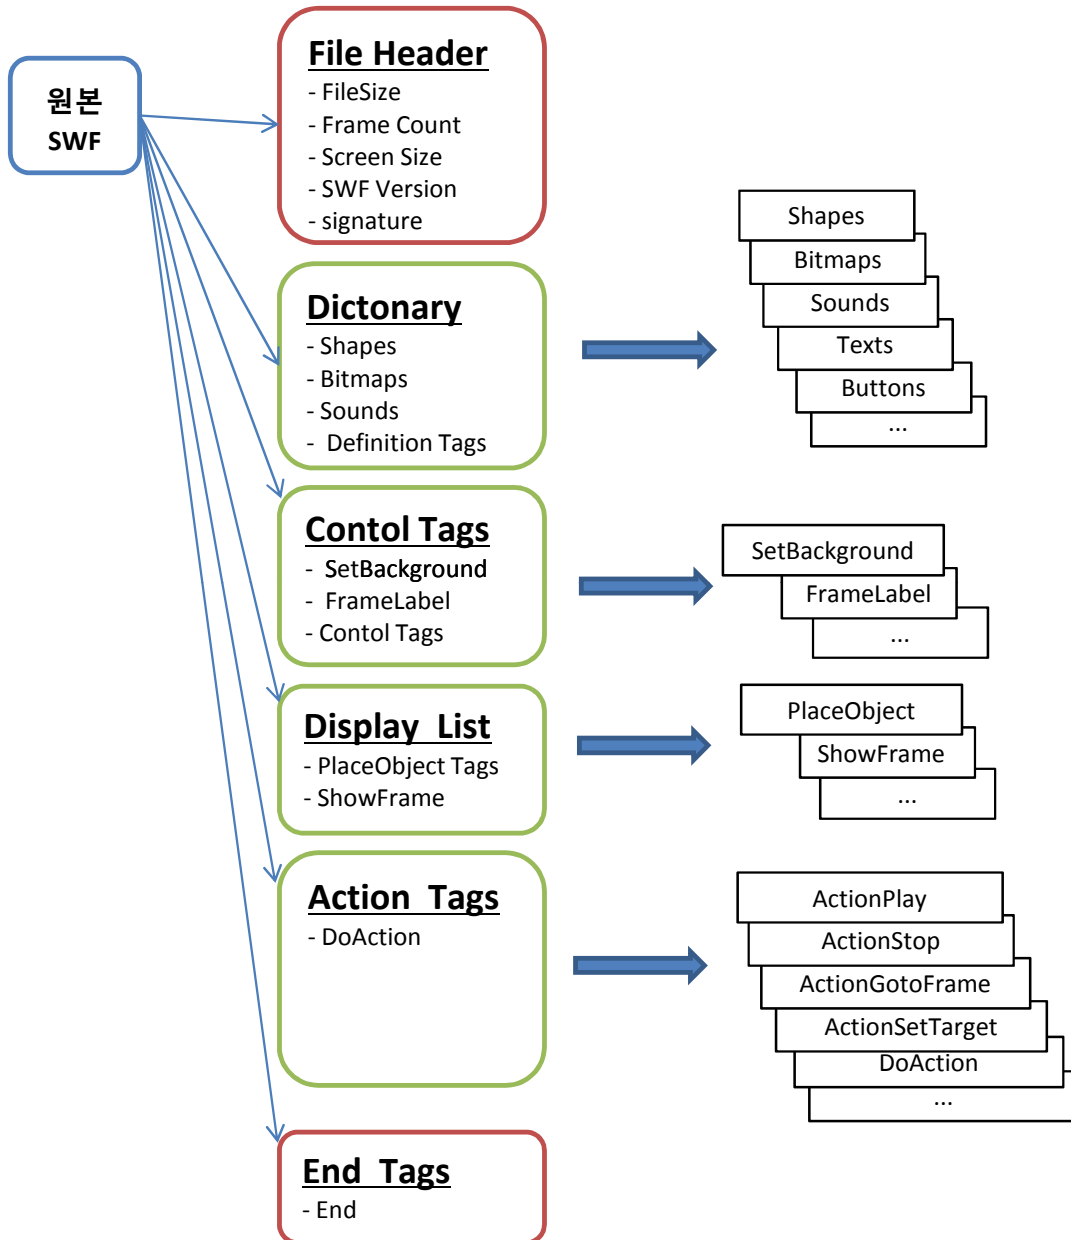 원본
SWF
File Header
- FileSize
- Frame Count
- Screen Size
- SWF Version
- signature
Dictonary
- Shapes
- Bitmaps
- Sounds
- Definition Tags
Shapes
Bitmaps
Sounds
Texts
Buttons
...
Contol Tags
- SetBackground
- FrameLabel
- Contol Tags
SetBackground
FrameLabel
...
Display List
- PlaceObject Tags
- ShowFrame
PlaceObject
ShowFrame
...
Action Tags
- DoAction
ActionPlay
ActionStop
ActionGotoFrame
ActionSetTarget
DoAction
...
End Tags
- End